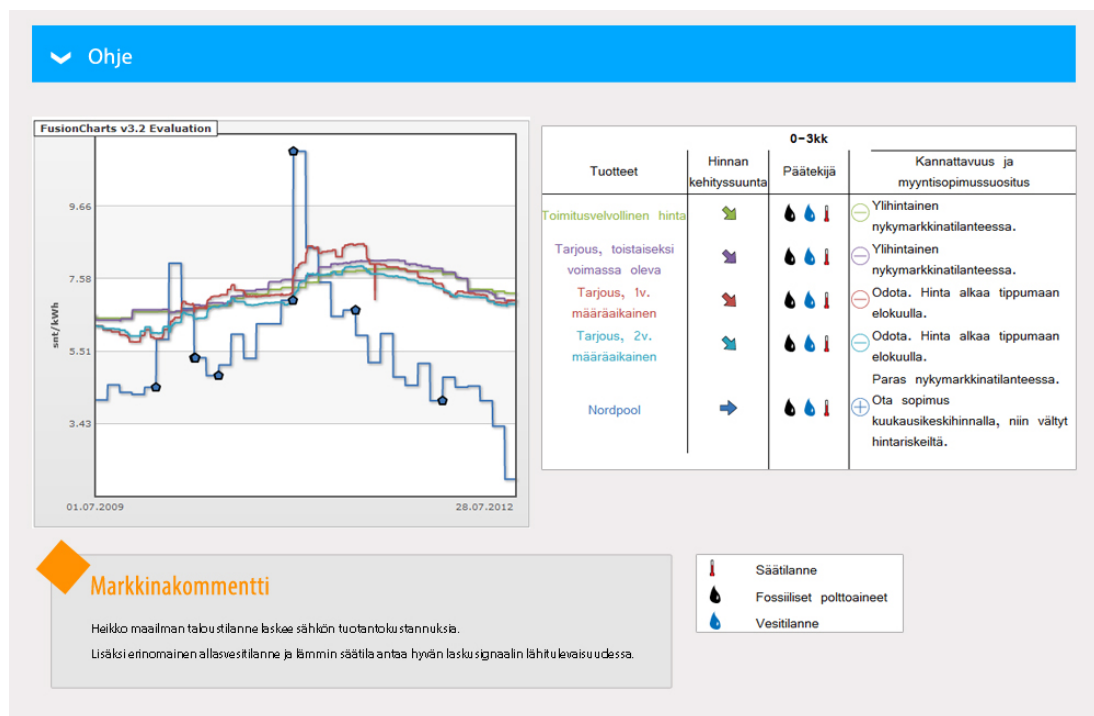 Ohje
FusionCharts v3.2 Evaluation
9.66
7.58
5.51
3.43
snt/kWh
01.07.2009
28.07.2012
0-3kk
Tuotteet
Hinnan
kehityssuunta
Päätekijä
Kannattavuus ja
myyntisopimussuositus
Toimitusvelvollinen hinta
Ylihintainen
nykymarkkinatilanteessa.
Tarjous, toistaiseksi
voimassa oleva
Ylihintainen
nykymarkkinatilanteessa.
Tarjous, 1v.
määräaikainen
Odota. Hinta alkaa tippumaan
elokuulla.
Tarjous, 2v.
määräaikainen
Odota. Hinta alkaa tippumaan
elokuulla.
Nordpool
Paras nykymarkkinatilanteessa.
Ota sopimus
kuukausikeskihinnalla, niin vältyt
hintariskeiltä.
Markkinakommentti
Heikko maailman taloustilanne laskee sähkön tuotantokustannuksia.
Lisäksi erinomainen allasvesitilanne ja lämmin säätila antaa hyvän laskusignaalin lähitulevaisuudessa.
Säätilanne
Fossiiliset polttoaineet
Vesitilanne